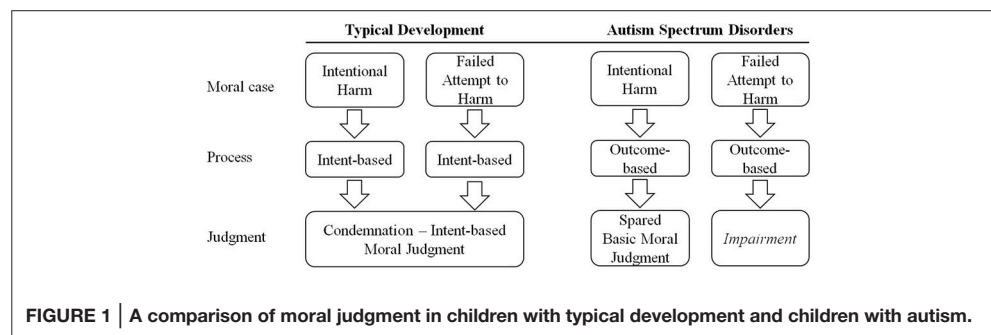 Typical Development
Autism Spectrum Disorders
Moral case
Intentional
Harm
Failed
Attempt to
Harm
Intentional
Harm
Failed
Attempt to
Harm
Process
Intent-based
Intent-based
Outcome-
based
Outcome-
based
Judgment
Condemnation – Intent-based
Moral Judgment
Spared
Basic Moral
Judgment
Impairment
FIGURE 1 | A comparison of moral judgment in children with typical development and children with autism.